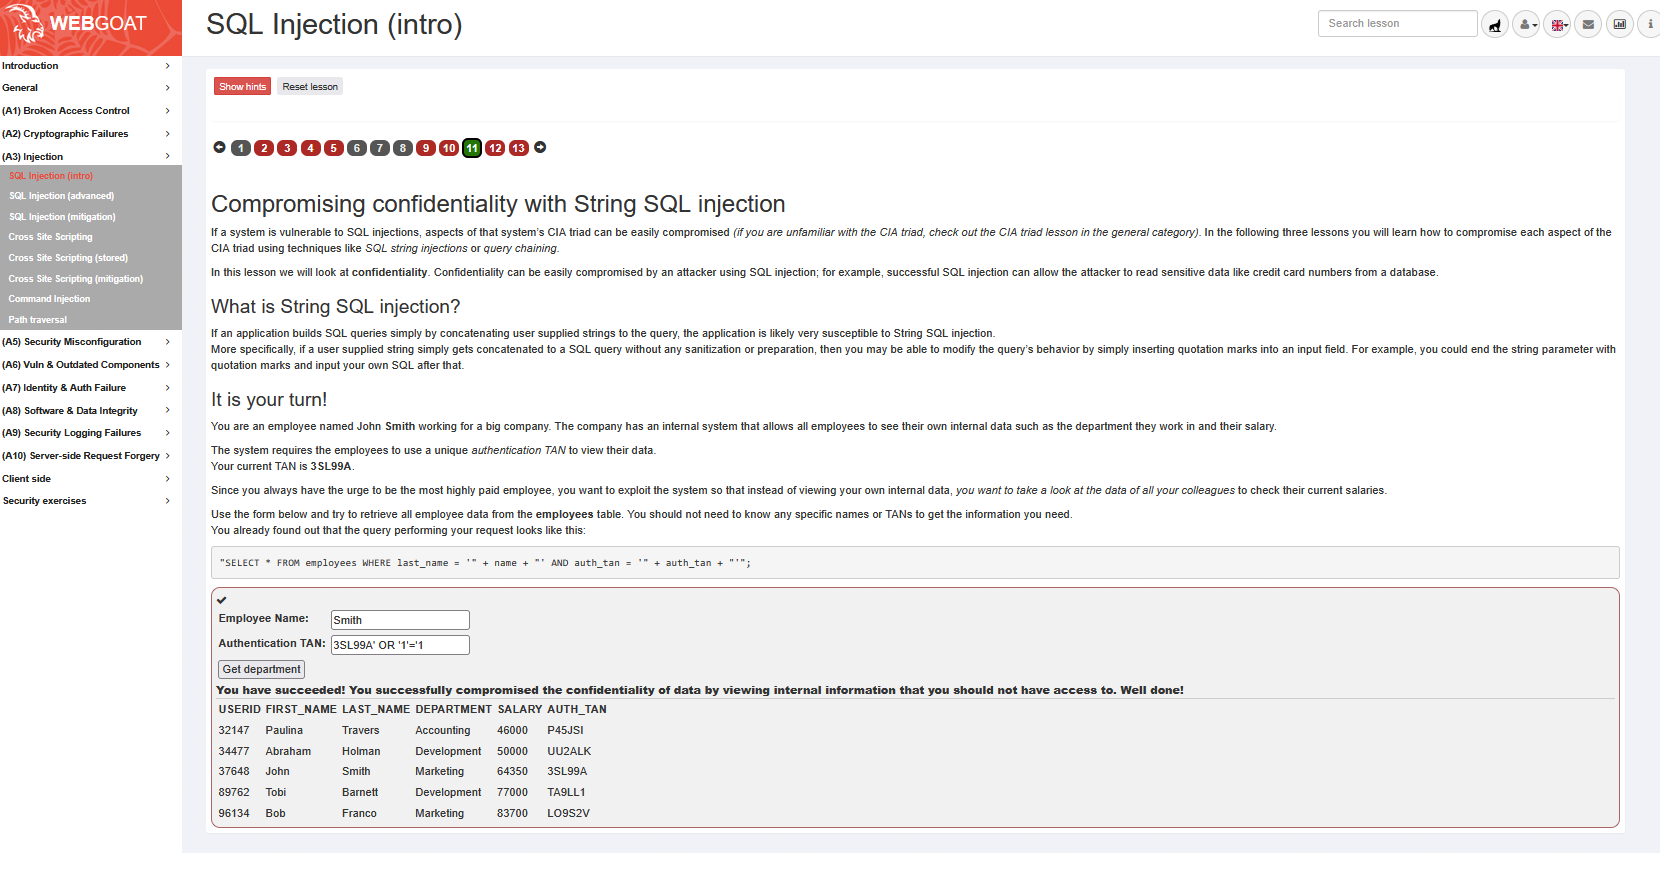 WEBGOAT
SQL Injection (intro)
Search lesson
Introduction
General
(A1) Broken Access Control
(A2) Cryptographic Failures
(A3) Injection
SQL Injection (intro)
SQL Injection (advanced)
SQL Injection (mitigation)
Cross Site Scripting
Cross Site Scripting (stored)
Cross Site Scripting (mitigation)
Command Injection
Path traversal
(A5) Security Misconfiguration
(A6) Vuln & Outdated Components
(A7) Identity & Auth Failure
(A8) Software & Data Integrity
(A9) Security Logging Failures
(A10) Server-side Request Forgery
Client side
Security exercises
Show hints Reset lesson
1 2 3 4 5 6 7 8 9 10 11 12 13
Compromising confidentiality with String SQL injection
If a system is vulnerable to SQL injections, aspects of that system's CIA triad can be easily compromised (if you are unfamiliar with the CIA triad, check out the CIA triad lesson in the general category). In the following three lessons you will learn how to compromise each aspect of the
CIA triad using techniques like SQL string injections or query chaining.
In this lesson we will look at confidentiality. Confidentiality can be easily compromised by an attacker using SQL injection; for example, successful SQL injection can allow the attacker to read sensitive data like credit card numbers from a database.
What is String SQL injection?
If an application builds SQL queries simply by concatenating user supplied strings to the query, the application is likely very susceptible to String SQL injection.
More specifically, if a user supplied string simply gets concatenated to a SQL query without any sanitization or preparation, then you may be able to modify the query's behavior by simply inserting quotation marks into an input field. For example, you could end the string parameter with
quotation marks and input your own SQL after that.
It is your turn!
You are an employee named John Smith working for a big company. The company has an internal system that allows all employees to see their own internal data such as the department they work in and their salary.
The system requires the employees to use a unique authentication TAN to view their data.
Your current TAN is 3SL99A.
Since you always have the urge to be the most highly paid employee, you want to exploit the system so that instead of viewing your own internal data, you want to take a look at the data of all your colleagues to check their current salaries.
Use the form below and try to retrieve all employee data from the employees table. You should not need to know any specific names or TANs to get the information you need.
You already found out that the query performing your request looks like this:
"SELECT * FROM employees WHERE last_name = '" + name + "' AND auth_tan = '" + auth_tan + "'";
Employee Name: Smith
Authentication TAN: 3SL99A' OR '1'='1
Get department
You have succeeded! You successfully compromised the confidentiality of data by viewing internal information that you should not have access to. Well done!
USERID FIRST_NAME LAST_NAME DEPARTMENT SALARY AUTH_TAN
32147 Paulina Travers Accounting 46000 P45JSI
34477 Abraham Holman Development 50000 UU2ALK
37648 John Smith Marketing 64350 3SL99A
89762 Tobi Barnett Development 77000 TA9LL1
96134 Bob Franco Marketing 83700 LO9S2V